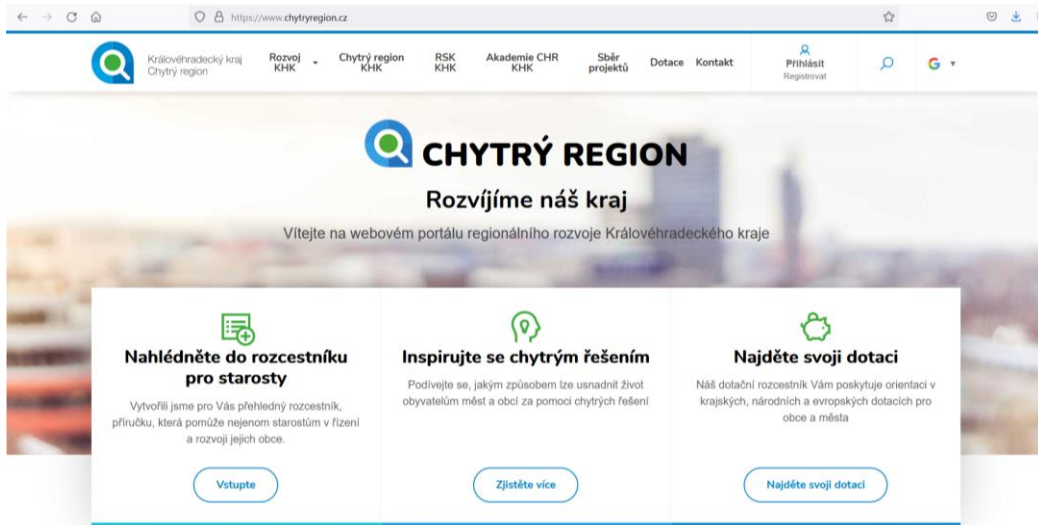 https://www.chytryregion.cz
Královéhradecký kraj
Chytrý region
Rozvoj
KHK
Chytrý region
KHK
RSK
KHK
Akademie CHR
KHK
Sběr
projektů
Dotace
Kontakt
Přihlásit
Registrovat
G
CHYTRÝ REGION
Rozvíjíme náš kraj
Vítejte na webovém portálu regionálního rozvoje Královéhradeckého kraje
Nahlédněte do rozcestníku
pro starosty
Vytvořili jsme pro Vás přehledný rozcestník,
příručku, která pomůže nejenom starostům v řízení
a rozvoji jejich obce.
Vstupte
Inspirujte se chytrým řešením
Podívejte se, jakým způsobem lze usnadnit život
obyvatelům měst a obcí za pomoci chytrých řešení
Zjistěte více
Najděte svoji dotaci
Náš dotační rozcestník Vám poskytuje orientaci v
krajských, národních a evropských dotacích pro
obce a města
Najděte svoji dotaci